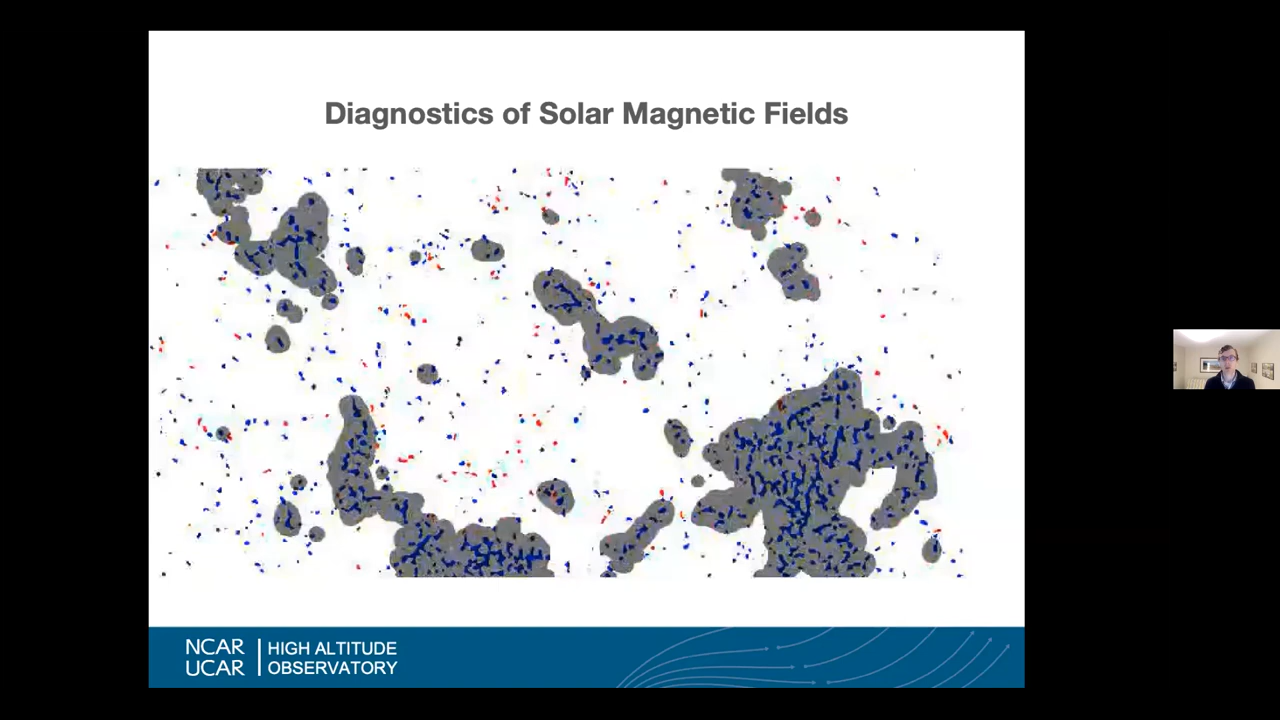 Diagnostics of Solar Magnetic Fields
NCAR
UCAR
HIGH ALTITUDE
OBSERVATORY